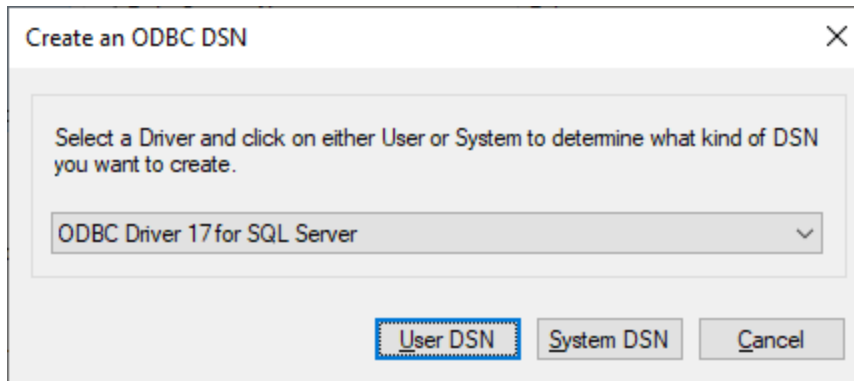 Create an ODBC DSN
Select a Driver and click on either User or System to determine what kind of DSN
you want to create.
ODBC Driver 17 for SQL Server
User DSN
System DSN
Cancel